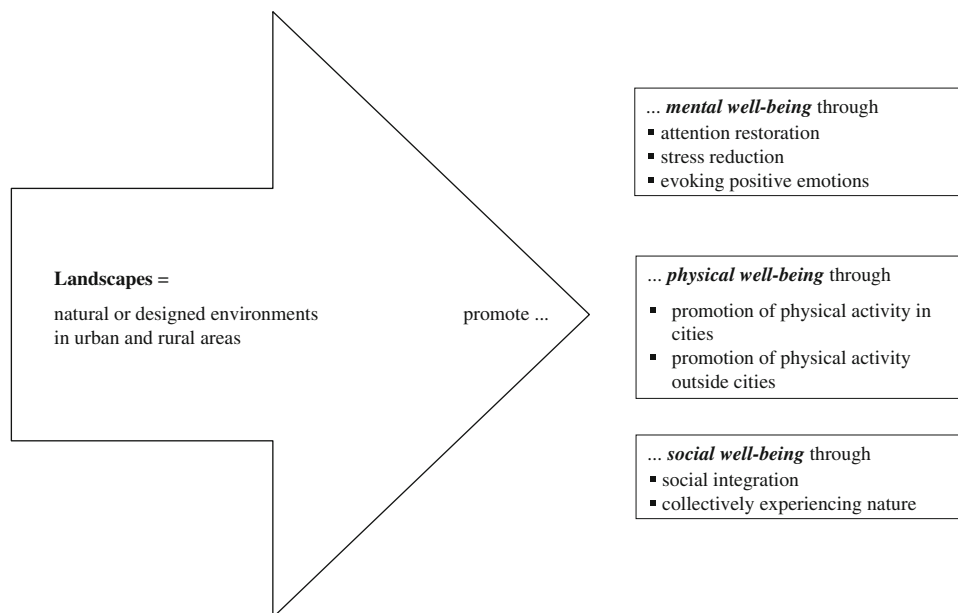 Landscapes =
natural or designed environments
in urban and rural areas
promote ...
... mental well-being through
▪ attention restoration
▪ stress reduction
▪ evoking positive emotions
... physical well-being through
▪ promotion of physical activity in
cities
▪ promotion of physical activity
outside cities
... social well-being through
▪ social integration
▪ collectively experiencing nature